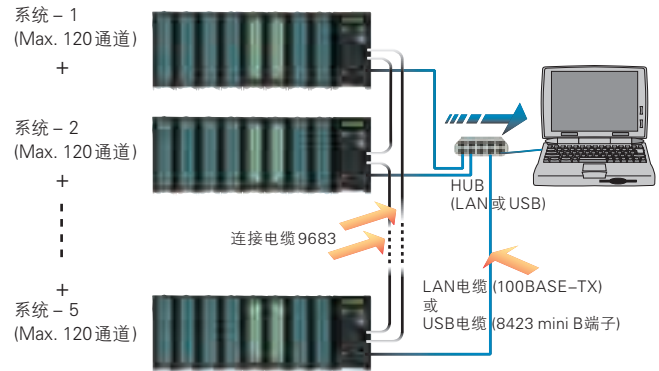 系统 – 1
(Max. 120通道)
+
系统 – 2
(Max. 120通道)
+
HUB
(LAN或USB)
连接电缆9683
+
系统 – 5
(Max. 120通道)
LAN电缆 (100BASE–TX)
或
USB电缆 (8423 mini B端子)